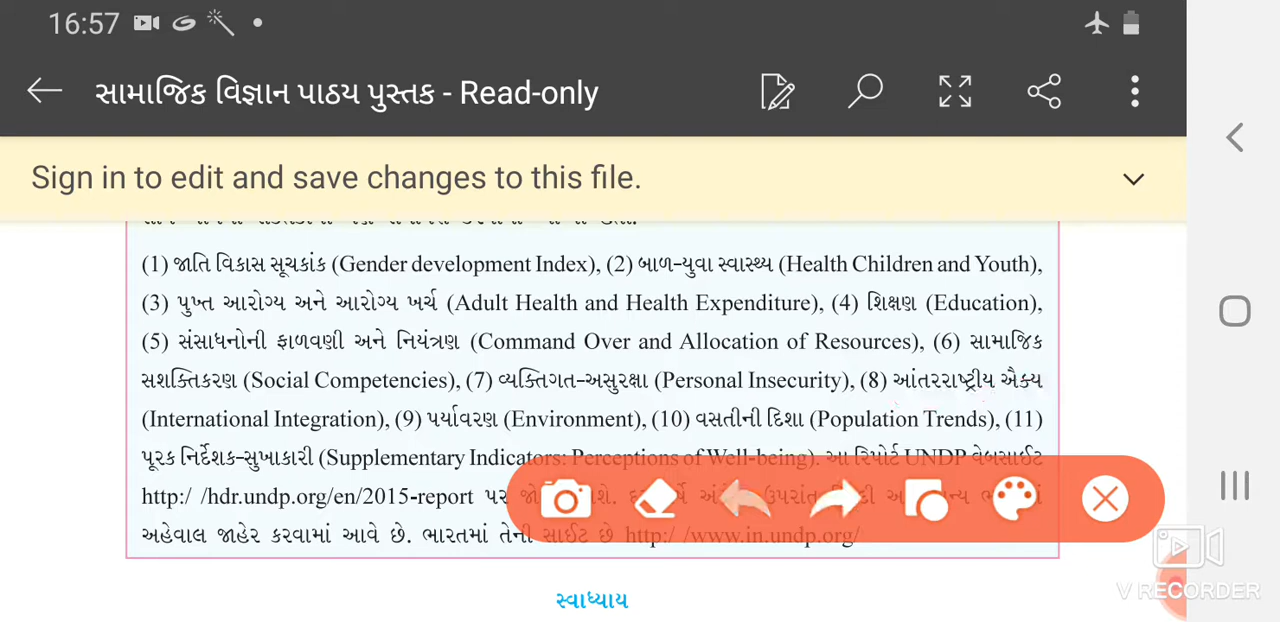 16:57
સામાજિક વિજ્ઞાન પાઠય પુસ્તક - Read-only
Sign in to edit and save changes to this file.
(1) જાતિ વિકાસ સૂચકાંક (Gender development Index), (2) બાળ-યુવા સ્વાસ્થ્ય (Health Children and Youth),
(3) પુખ્ત આરોગ્ય અને આરોગ્ય ખર્ચ (Adult Health and Health Expenditure), (4) શિક્ષણ (Education),
(5) સંસાધનોની ફાળવણી અને નિયંત્રણ (Command Over and Allocation of Resources), (6) સામાજિક
સશક્તિકરણ (Social Competencies), (7) વ્યક્તિગત-અસુરક્ષા (Personal Insecurity), (8) આંતરરાષ્ટ્રીય ઐક્ય
(International Integration), (9) પર્યાવરણ (Environment), (10) વસતીની દિશા (Population Trends), (11)
પૂરક નિર્દેશક-સુખાકારી (Supplementary Indicators: Perceptions of Well-being). આ રિપોર્ટ UNDP વેબસાઈટ
http:/ /hdr.undp.org/en/2015-report પર
અહેવાલ જાહેર કરવામાં આવે છે. ભારતમાં તેની સાઈટ છે http:/ /www.in.undp.org/
V RECORDER
સ્વાધ્યાય